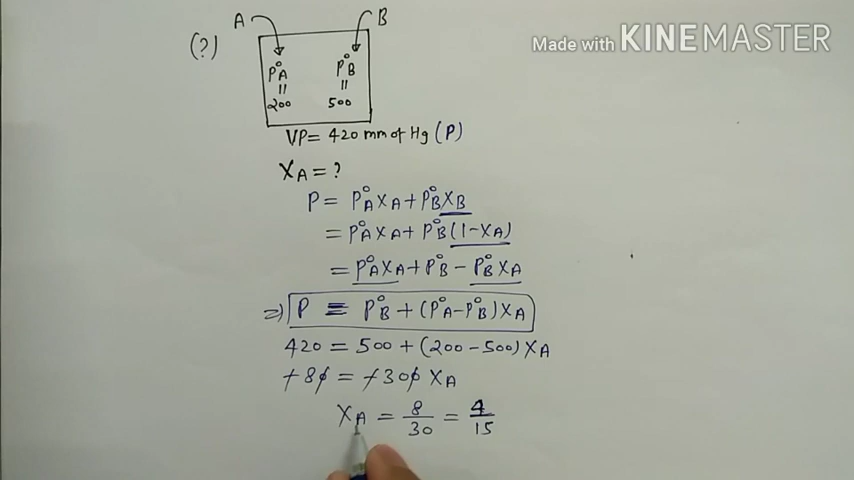 Made with KINEMASTER
A B
(?)
P°A P°B
= =
200 500
VP = 420 mm of Hg (P)
XA = ?
P = P°A XA + P°B XB
= P°A XA + P°B (1 - XA)
= P°A XA + P°B - P°B XA
⇒) P = P°B + (P°A - P°B) XA
420 = 500 + (200 - 500) XA
-80 = -300 XA
XA = 8/30 = 4/15